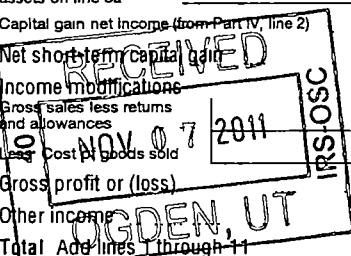 assets on line 6a
Capital gain net income (from Part IV, line 2)
Net short-term capital gain
RECEIVED
Income modifications
Gross sales less returns
and allowances
NOV 07 2011
IRS-OSC
Less Cost of goods sold
Gross profit or (loss)
Other income
OGDEN, UT
Total Add lines 1 through 11